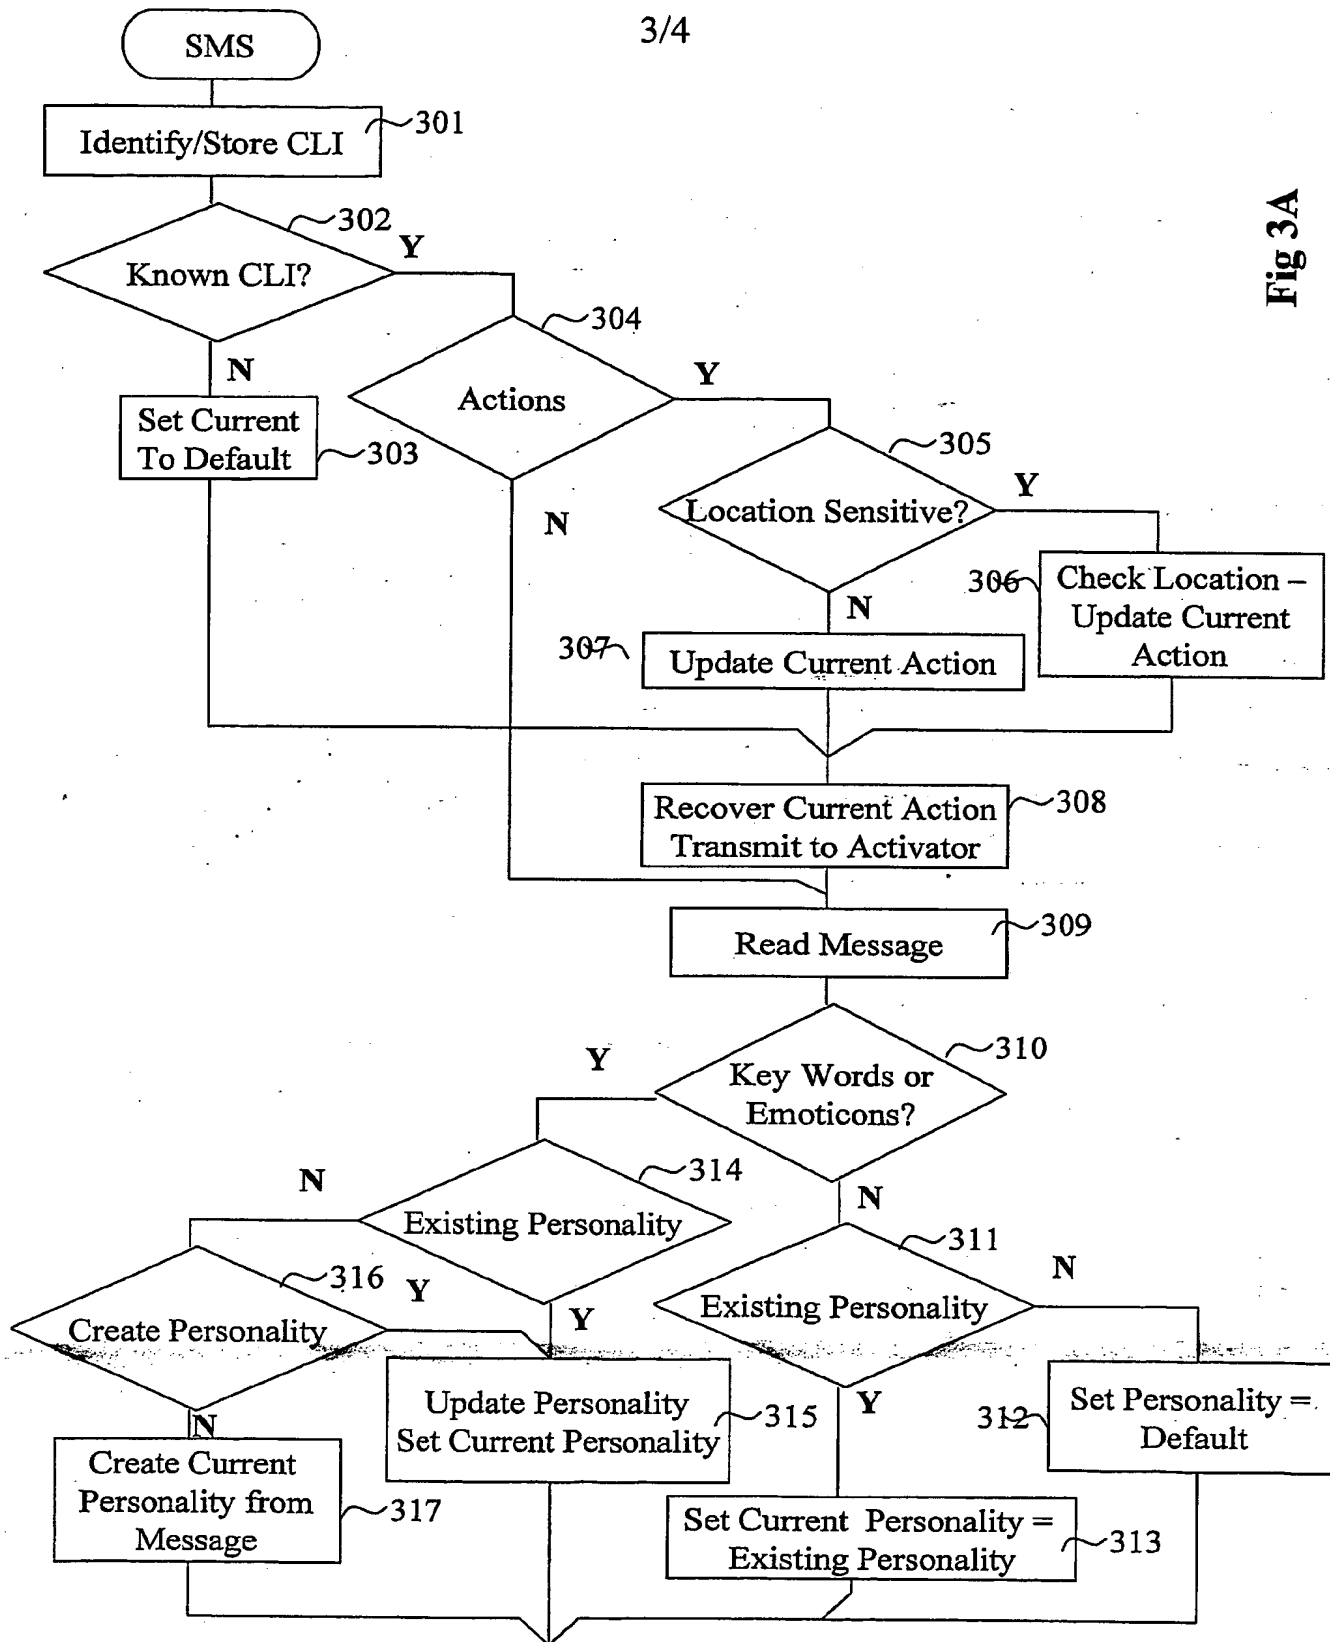 3/4
SMS
Identify/Store CLI
301
302
Known CLI?
Y
N
Fig 3A
304
Actions
Y
N
Set Current
To Default
303
305
Location Sensitive?
Y
N
306
Check Location –
Update Current
Action
307
Update Current Action
Recover Current Action
Transmit to Activator
308
Read Message
309
310
Key Words or
Emoticons?
Y
N
314
Existing Personality
N
Y
311
Existing Personality
N
Y
316
Create Personality
Y
N
Update Personality
Set Current Personality
315
312
Set Personality =
Default
Create Current
Personality from
Message
317
Set Current Personality =
Existing Personality
313